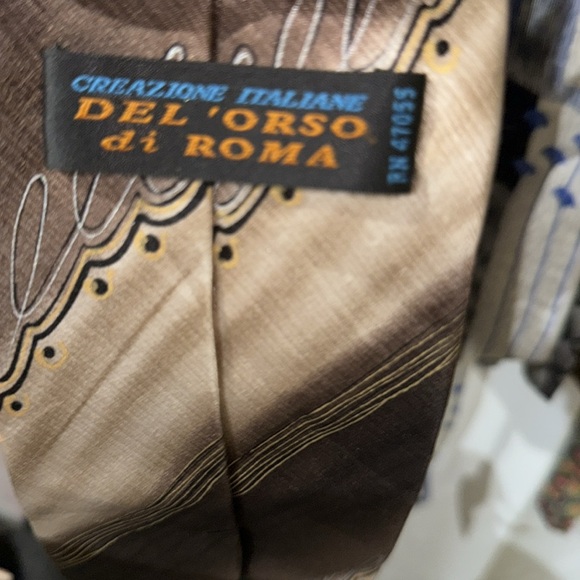 CREAZIONE ITALIANE
DEL 'ORSO
di ROMA
RN 47055